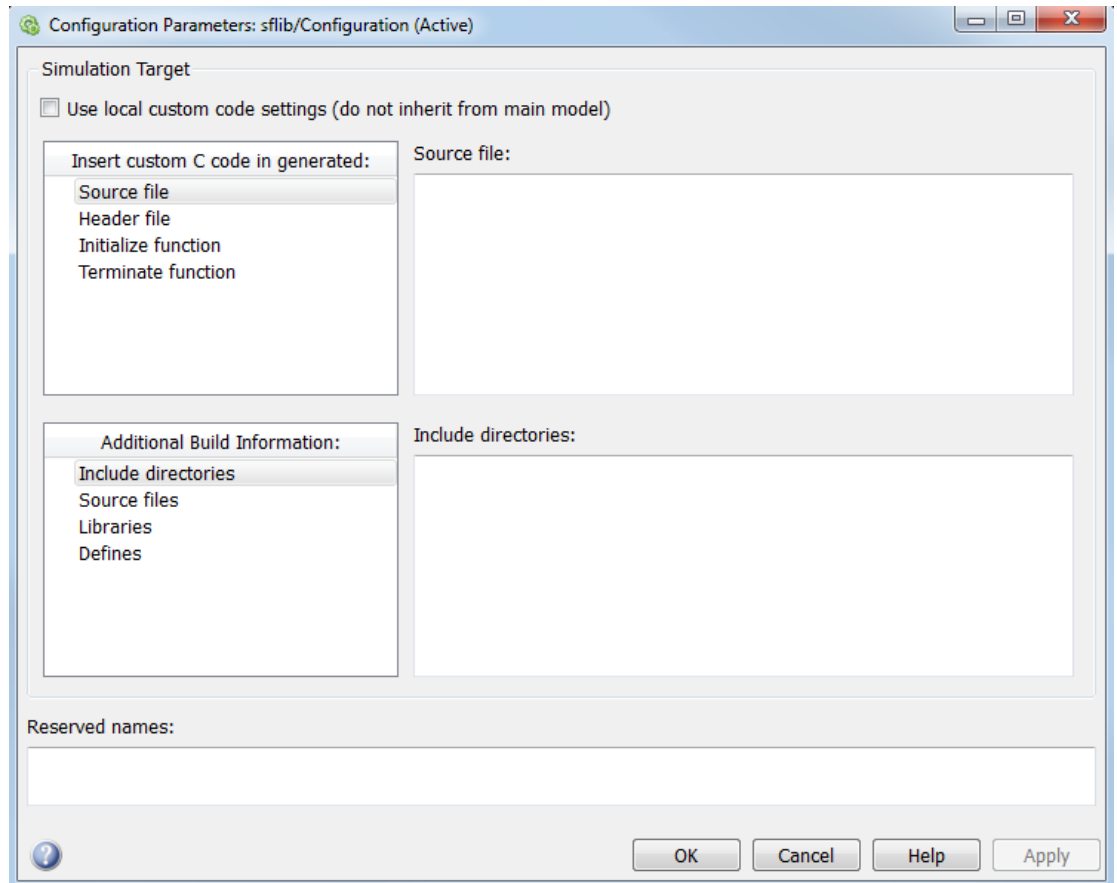 Configuration Parameters: sflib/Configuration (Active)
Simulation Target
Use local custom code settings (do not inherit from main model)
Insert custom C code in generated:
Source file
Header file
Initialize function
Terminate function
Source file:
Additional Build Information:
Include directories
Source files
Libraries
Defines
Include directories:
Reserved names:
OK Cancel Help Apply